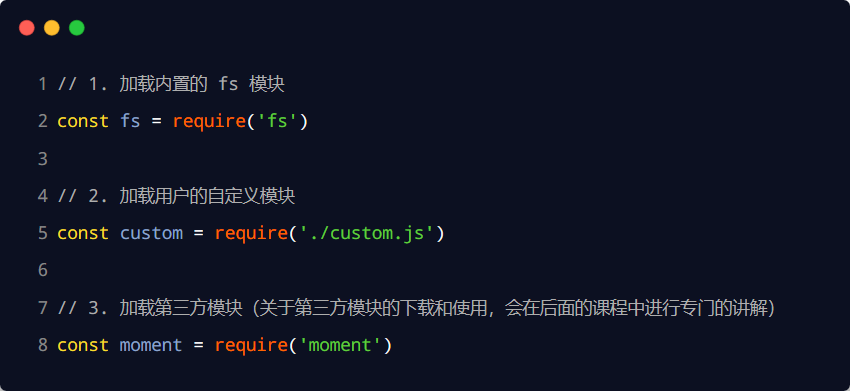 1 // 1. 加载内置的 fs 模块
2 const fs = require('fs')
3
4 // 2. 加载用户的自定义模块
5 const custom = require('./custom.js')
6
7 // 3. 加载第三方模块（关于第三方模块的下载和使用，会在后面的课程中进行专门的讲解）
8 const moment = require('moment')